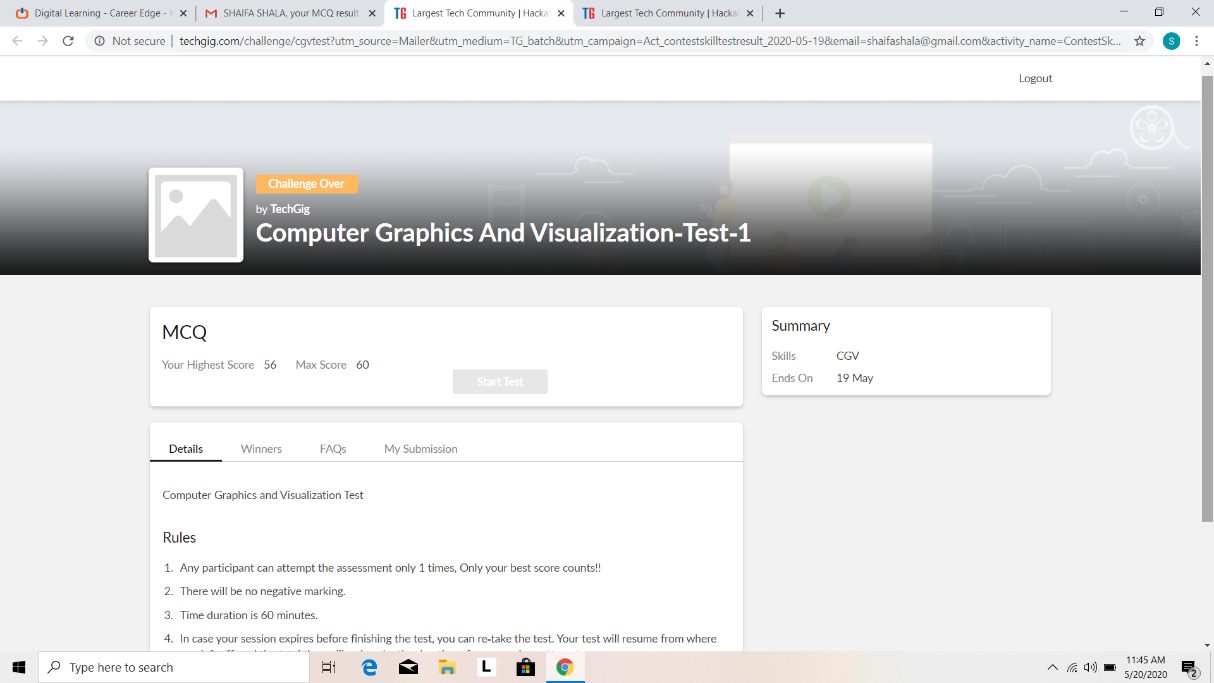 Digital Learning - Career Edge -
SHAIFA SHALA, your MCQ result
TG Largest Tech Community | Hacka
TG Largest Tech Community | Hacka
Not secure | techgig.com/challenge/cgvtest?utm_source=Mailer&utm_medium=TG_batch&utm_campaign=Act_contestskilltestresult_2020-05-19&email=shaifashala@gmail.com&activity_name=ContestSk...
S
Logout
Challenge Over
by TechGig
Computer Graphics And Visualization-Test-1
MCQ
Your Highest Score 56 Max Score 60
Start Test
Summary
Skills CGV
Ends On 19 May
Details Winners FAQs My Submission
Computer Graphics and Visualization Test
Rules
1. Any participant can attempt the assessment only 1 times, Only your best score counts!!
2. There will be no negative marking.
3. Time duration is 60 minutes.
4. In case your session expires before finishing the test, you can re-take the test. Your test will resume from where
Type here to search
L
11:45 AM
5/20/2020
2